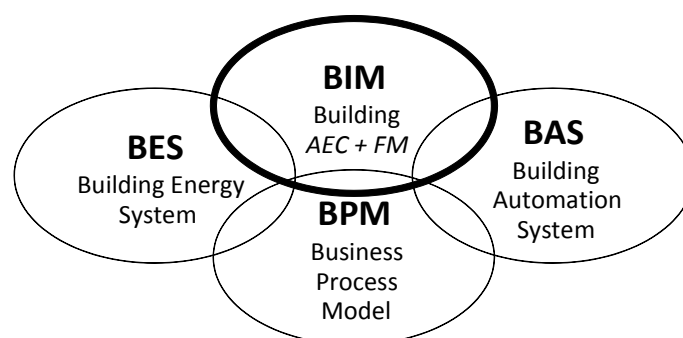 BIM
Building
AEC + FM
BES
Building Energy
System
BAS
Building
Automation
System
BPM
Business
Process
Model